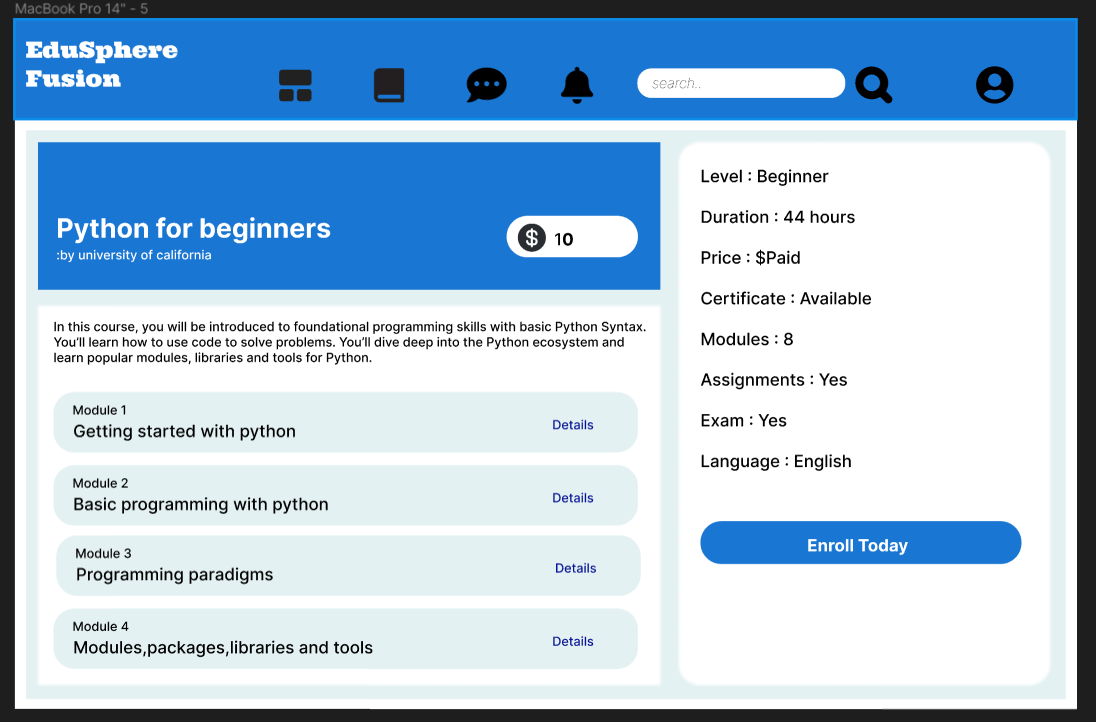 MacBook Pro 14" - 5
EduSphere
Fusion
search..
Python for beginners
:by university of california
$ 10
In this course, you will be introduced to foundational programming skills with basic Python Syntax.
You'll learn how to use code to solve problems. You'll dive deep into the Python ecosystem and
learn popular modules, libraries and tools for Python.
Module 1
Getting started with python
Details
Module 2
Basic programming with python
Details
Module 3
Programming paradigms
Details
Module 4
Modules,packages,libraries and tools
Details
Level : Beginner
Duration : 44 hours
Price : $Paid
Certificate : Available
Modules : 8
Assignments : Yes
Exam : Yes
Language : English
Enroll Today